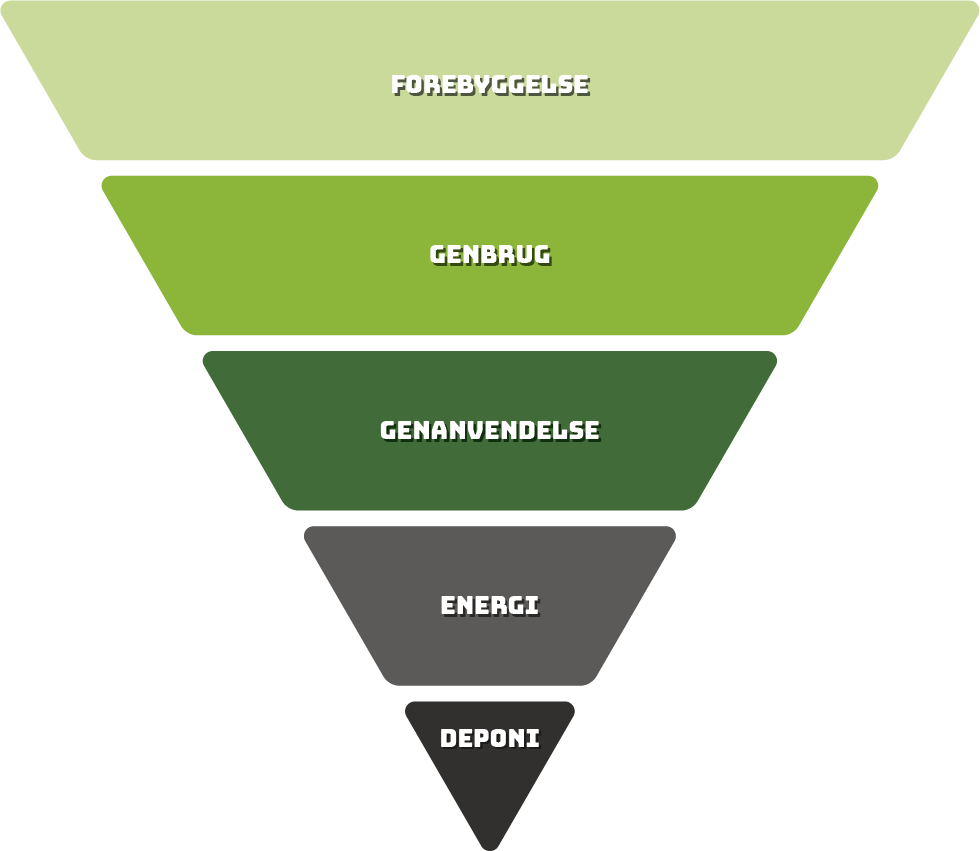 FOREBYGGELSE
GENBRUG
GENANVENDELSE
ENERGI
DEPONI